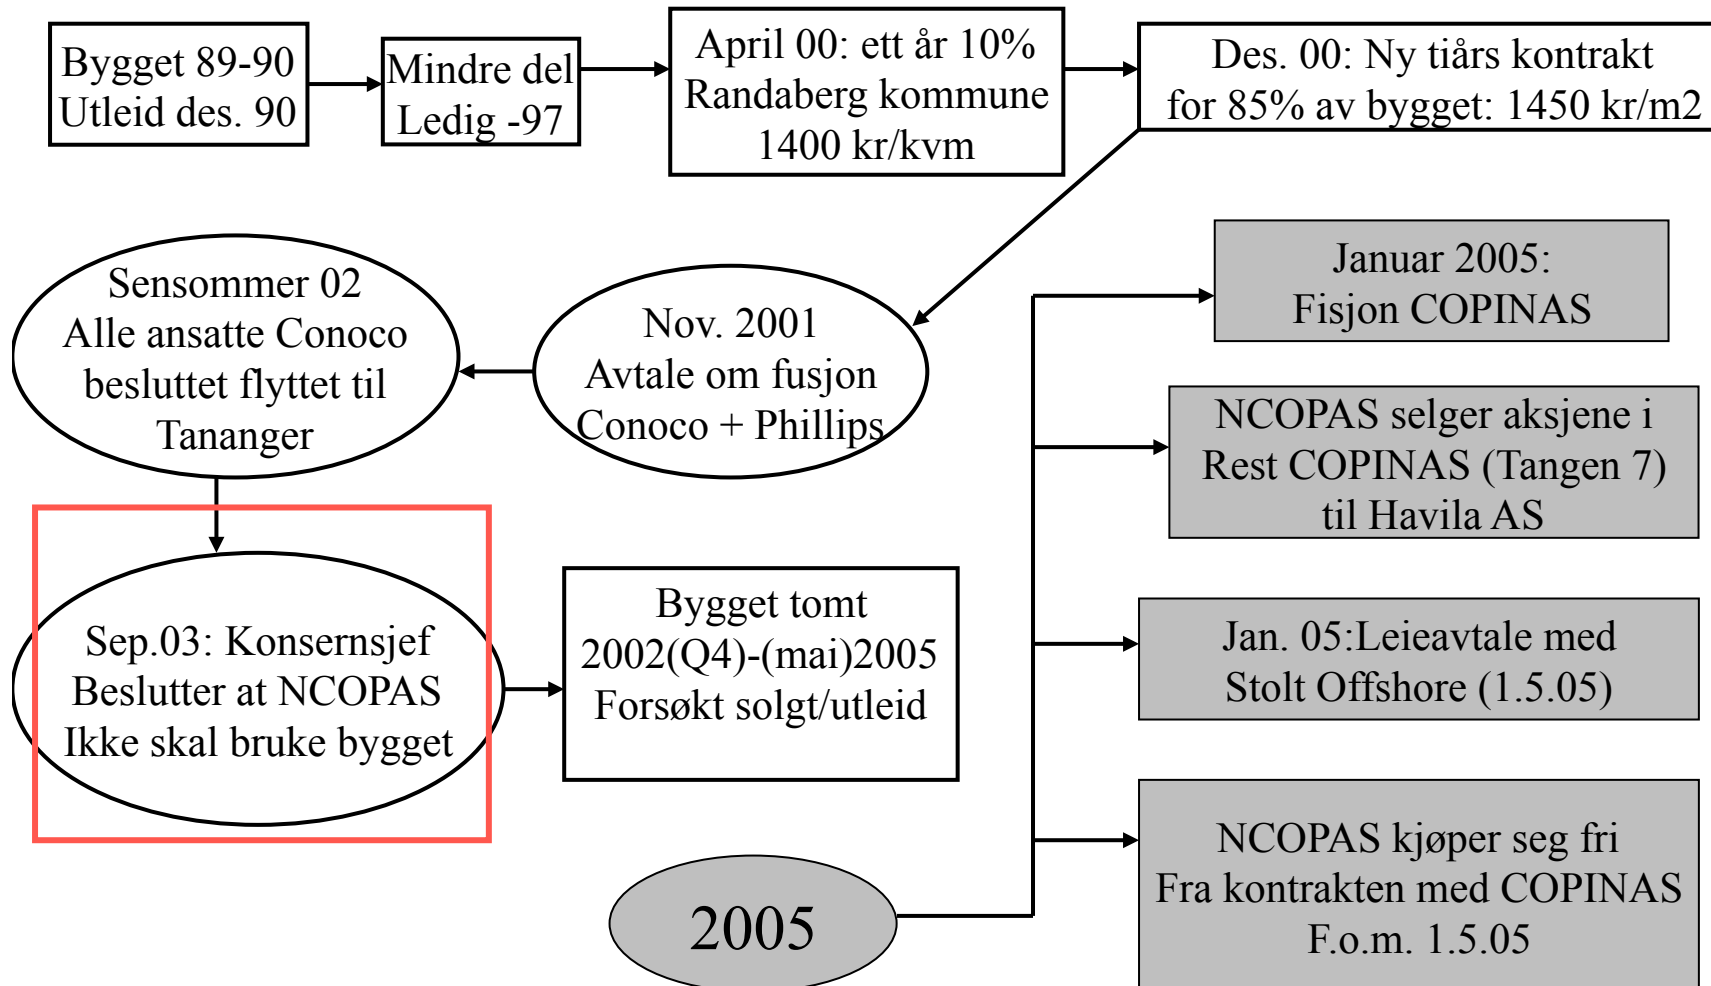 Bygget 89-90
Utleid des. 90
Mindre del
Ledig -97
April 00: ett år 10%
Randaberg kommune
1400 kr/kvm
Des. 00: Ny tiårs kontrakt
for 85% av bygget: 1450 kr/m2
Sensommer 02
Alle ansatte Conoco
besluttet flyttet til
Tananger
Nov. 2001
Avtale om fusjon
Conoco + Phillips
Januar 2005:
Fisjon COPINAS
NCOPAS selger aksjene i
Rest COPINAS (Tangen 7)
til Havila AS
Sep.03: Konsernsjef
Beslutter at NCOPAS
Ikke skal bruke bygget
Bygget tomt
2002(Q4)-(mai)2005
Forsøkt solgt/utleid
Jan. 05:Leieavtale med
Stolt Offshore (1.5.05)
2005
NCOPAS kjøper seg fri
Fra kontrakten med COPINAS
F.o.m. 1.5.05